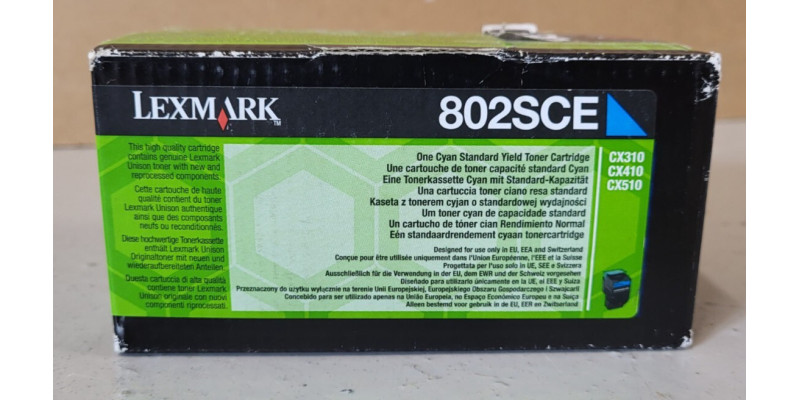 LEXMARK™
802SCE
This high quality cartridge
contains genuine Lexmark
Unison toner with new and
reprocessed components.
Cette cartouche de haute
qualité contient du toner
Lexmark Unison authentique
ainsi que des composants
neufs ou reconditionnés.
Diese hochwertige Tonerkassette
enthält Lexmark Unison
Originaltoner mit neuen und
wiederaufbereiteten Anteilen
Questa cartuccia di alta qualità
contiene toner Lexmark
Unison originale con nuovi
componenti riprocessati.
One Cyan Standard Yield Toner Cartridge
Une cartouche de toner capacité standard Cyan
Eine Tonerkassette Cyan mit Standard-Kapazität
Una cartuccia toner ciano resa standard
Kaseta z tonerem cyjan o standardowej wydajności
Um toner cyan de capacidade standard
Un cartucho de tóner cian Rendimiento Normal
Eén standaardrendement cyaan tonercartridge
Designed for use only in EU, EEA and Switzerland
Conçue pour être utilisée uniquement dans l'Union Européenne, l'EEE et la Suisse
Progettata per l'uso solo in UE, SEE e Svizzera
Ausschließlich für die Verwendung in der EU, dem EWR und der Schweiz vorgesehen
Diseñado para utilizarlo únicamente en la UE, el EEE y Suiza
Przeznaczony do użytku wyłącznie na terenie Unii Europejskiej, Europejskiego Obszaru Gospodarczego i Szwajcarii
Concebido para ser utilizado apenas na União Europeia, no Espaço Económico Europeu e na Suíça
Alleen bestemd voor gebruik in de EU, EER en Zwitserland
CX310
CX410
CX510